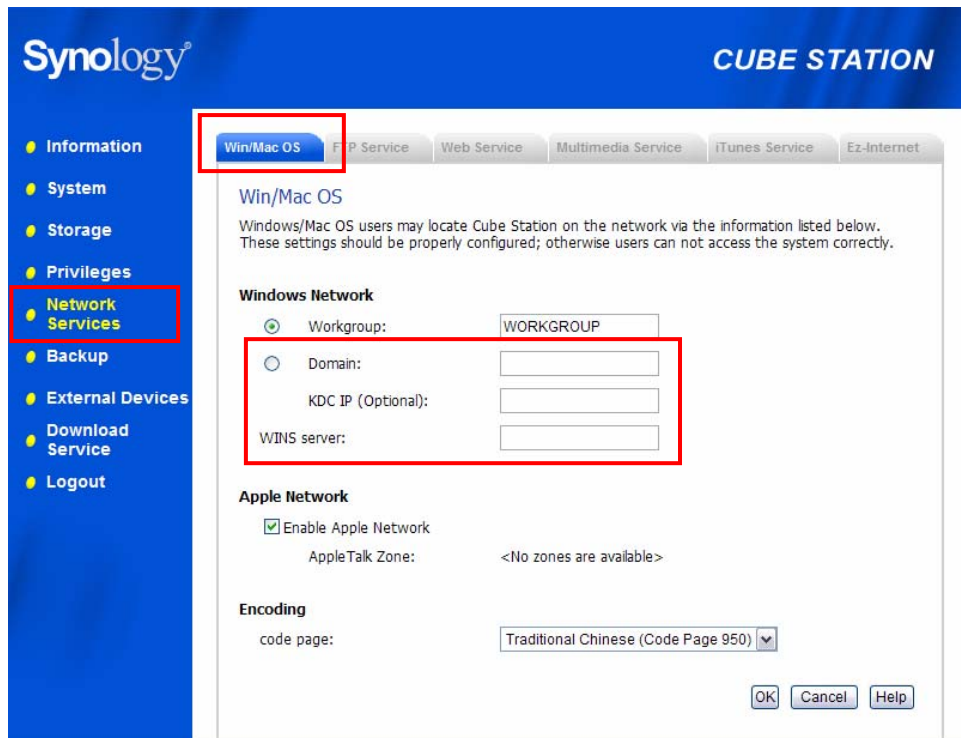 Synology®
CUBE STATION
Information
System
Storage
Privileges
Network
Services
Backup
External Devices
Download
Service
Logout
Win/Mac OS FTP Service Web Service Multimedia Service iTunes Service Ez-Internet
Win/Mac OS
Windows/Mac OS users may locate Cube Station on the network via the information listed below.
These settings should be properly configured; otherwise users can not access the system correctly.
Windows Network
Workgroup: WORKGROUP
Domain:
KDC IP (Optional):
WINS server:
Apple Network
Enable Apple Network
AppleTalk Zone: <No zones are available>
Encoding
code page: Traditional Chinese (Code Page 950)
OK Cancel Help